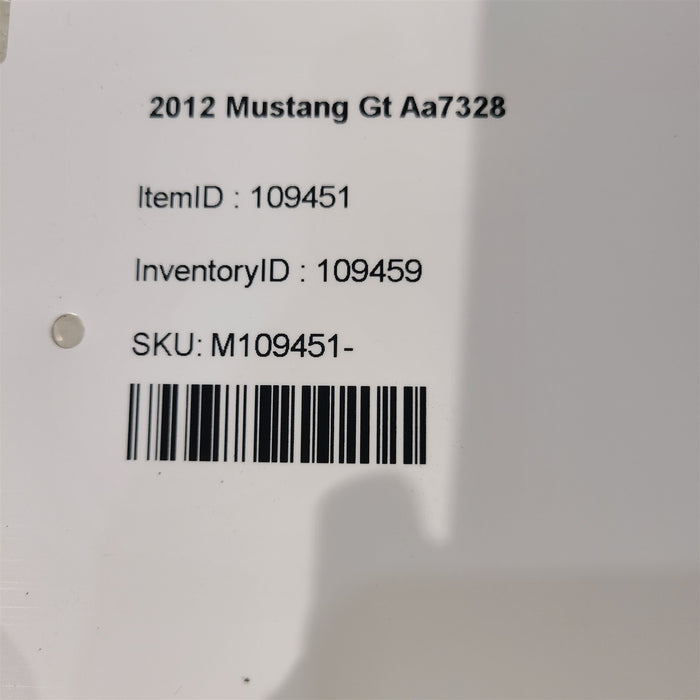 2012 Mustang Gt Aa7328
ItemID : 109451
InventoryID : 109459
SKU: M109451-